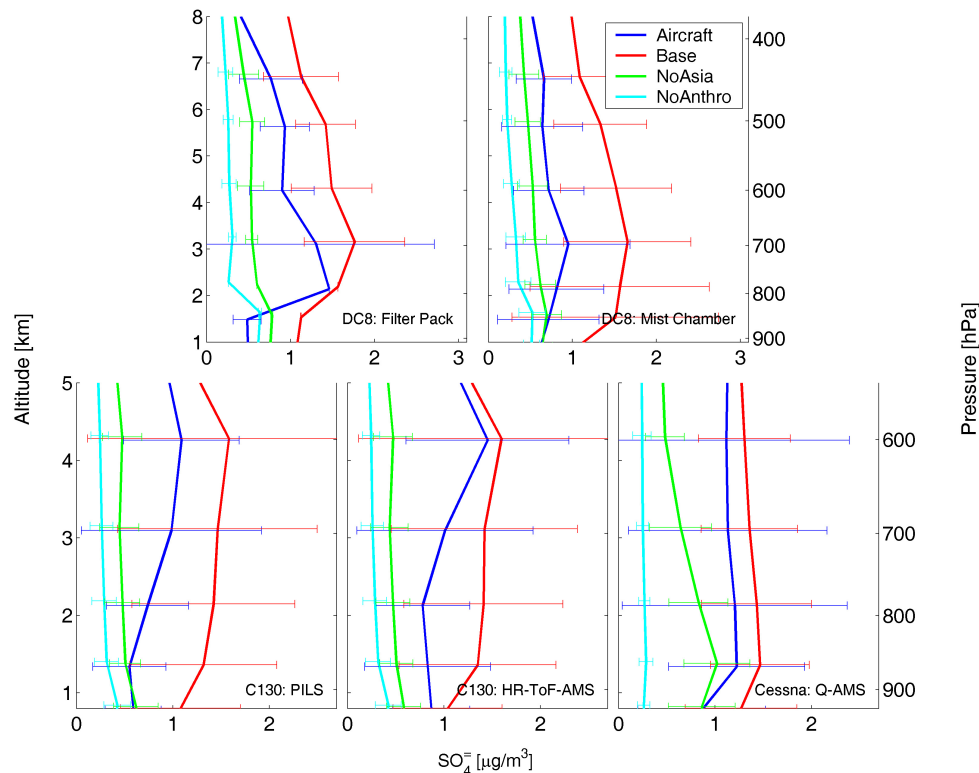 8
7
6
5
4
3
2
1
0 1 2 3
DC8: Filter Pack
Aircraft
Base
NoAsia
NoAnthro
400
500
600
700
800
900
0 1 2 3
DC8: Mist Chamber
Altitude [km]
Pressure [hPa]
5
4
3
2
1
0 1 2
C130: PILS
0 1 2
C130: HR-ToF-AMS
600
700
800
900
0 1 2
Cessna: Q-AMS
SO₄⁼ [μg/m³]